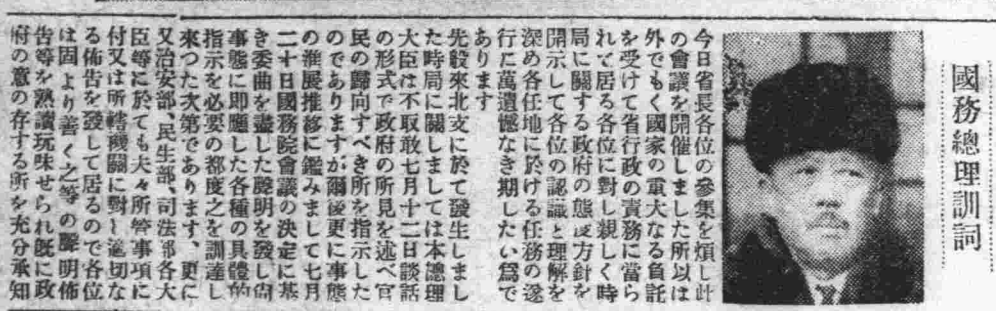 國務總理訓詞
今日省長各位の參集を煩し此
の會議を開催しました所以は
外でもなく國家の重大なる負託
を受けて省行政の責務に當ら
れて居る各位に對し親しく時
局に關する政府の態度方針を
開示して各位の認識と理解を
深め各任地に於ける任務の遂
行に萬遺憾なき期したい爲で
あります
先般來北支に於て發生しまし
た時局に關しましては本總理
大臣は不取敢七月十二日談話
の形式で政府の所見を述べ官
民の歸向すべき所を指示した
のでありますが爾後更に事態
の進展推移に鑑みまして七月
二十日國務院會議の決定に基
き委曲を盡した聲明を發し尙
事態に即應した各種の具體的
指示を必要の都度之を訓達し
來つた次第であります、更に
又治安部、民生部、司法部各大
臣等に於ても夫々所管事項に
付又は所轄機關に對し適切な
る佈告を發して居るので各位
は固より善く之等の聲明佈
告等を熟讀玩味せられ既に政
府の意の存する所を充分承知